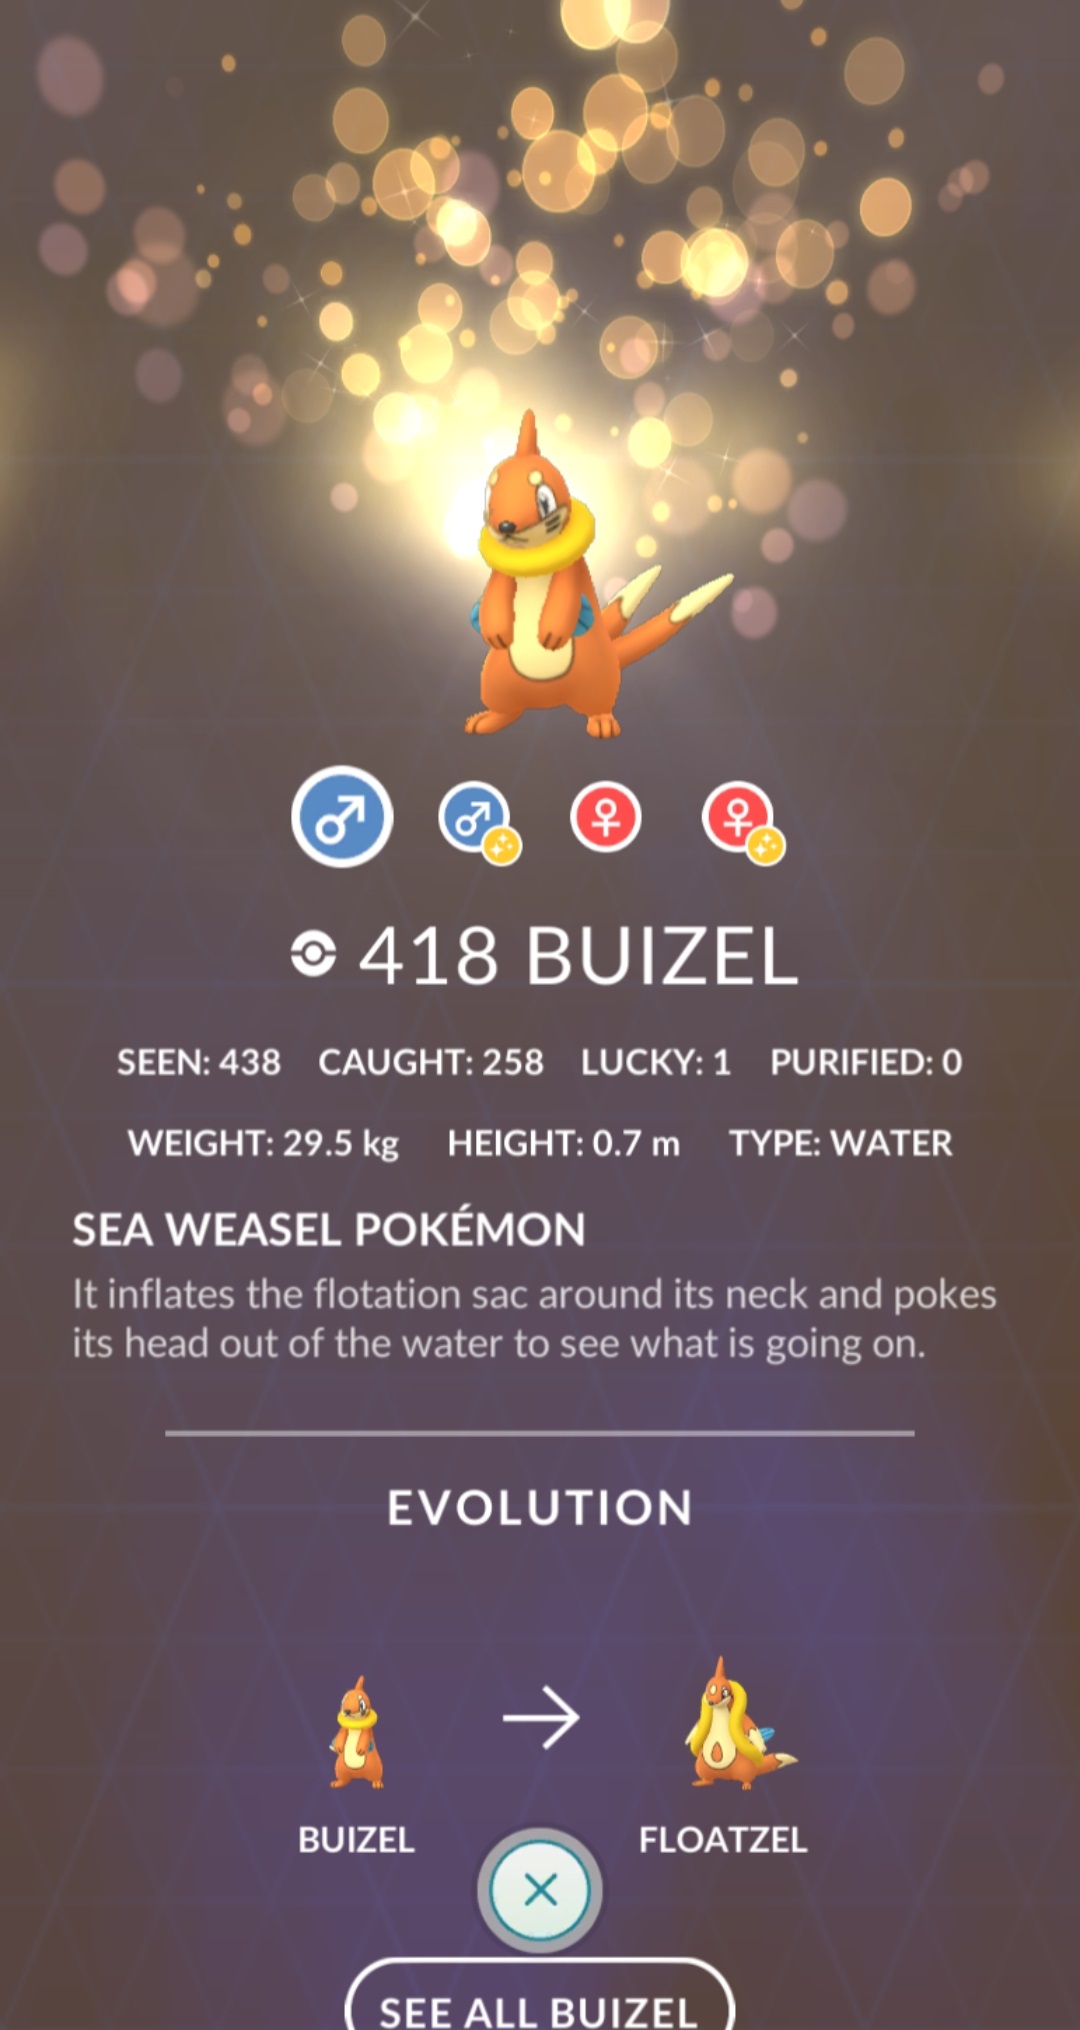 418 BUIZEL
SEEN: 438 CAUGHT: 258 LUCKY: 1 PURIFIED: 0
WEIGHT: 29.5 kg HEIGHT: 0.7 m TYPE: WATER
SEA WEASEL POKÉMON
It inflates the flotation sac around its neck and pokes
its head out of the water to see what is going on.
EVOLUTION
BUIZEL FLOATZEL
SEE ALL BUIZEL